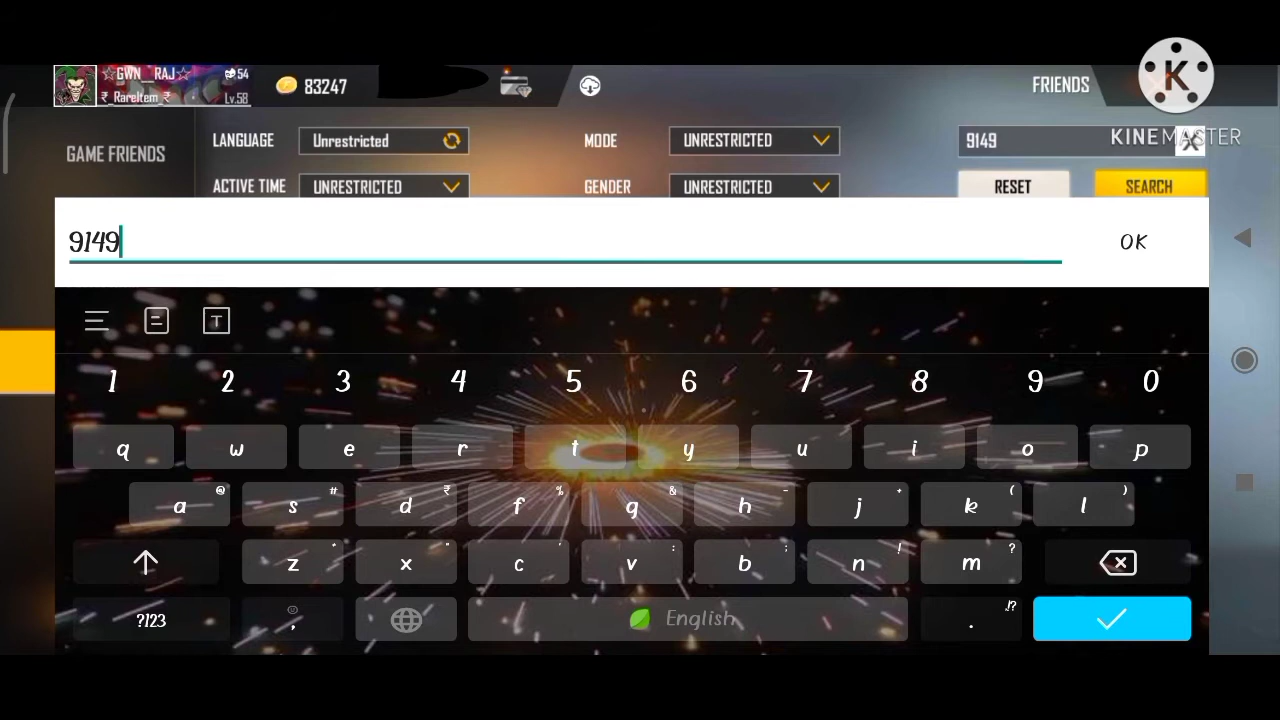 ☆GWN__RAJ☆ 54
₹_RareItem_₹ Lv.58
83247
FRIENDS
K
KINEMASTER
GAME FRIENDS
LANGUAGE Unrestricted
MODE UNRESTRICTED
9149 X
ACTIVE TIME UNRESTRICTED
GENDER UNRESTRICTED
RESET SEARCH
9149 OK
T
1 2 3 4 5 6 7 8 9 0
q w e r t y u i o p
@ # ₹ % & - + ( )
a s d f g h j k l
* " ' : ; ! ?
z x c v b n m
?123 , English . !?